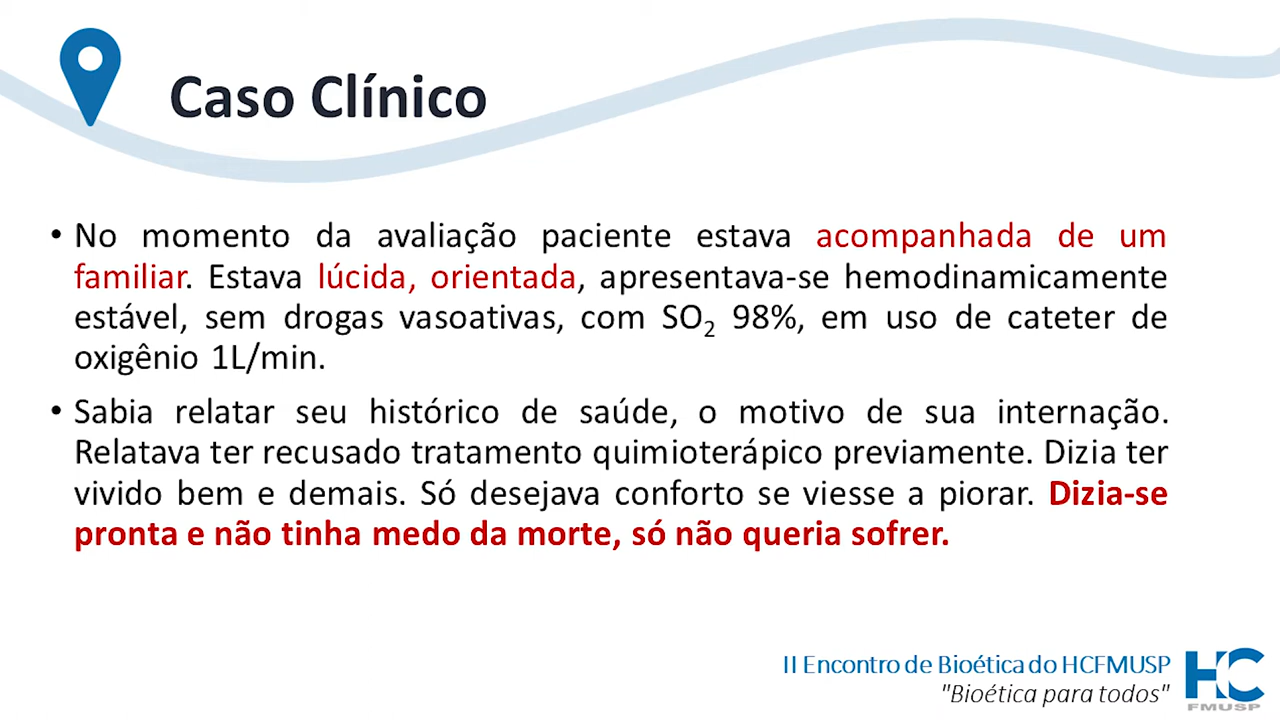 Caso Clínico
• No momento da avaliação paciente estava acompanhada de um
familiar. Estava lúcida, orientada, apresentava-se hemodinamicamente
estável, sem drogas vasoativas, com SO₂ 98%, em uso de cateter de
oxigênio 1L/min.
• Sabia relatar seu histórico de saúde, o motivo de sua internação.
Relatava ter recusado tratamento quimioterápico previamente. Dizia ter
vivido bem e demais. Só desejava conforto se viesse a piorar. Dizia-se
pronta e não tinha medo da morte, só não queria sofrer.
II Encontro de Bioética do HCFMUSP
"Bioética para todos"
HC
FMUSP